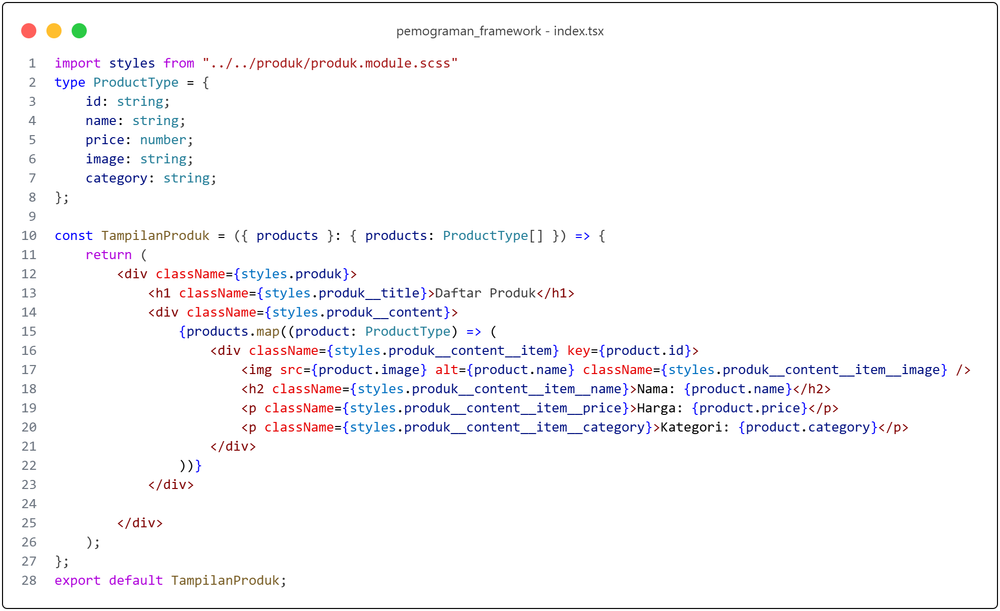 pemograman_framework - index.tsx
1 import styles from "../../produk/produk.module.scss"
2 type ProductType = {
3     id: string;
4     name: string;
5     price: number;
6     image: string;
7     category: string;
8 };
9
10 const TampilanProduk = ({ products }: { products: ProductType[] }) => {
11     return (
12         <div className={styles.produk}>
13             <h1 className={styles.produk__title}>Daftar Produk</h1>
14             <div className={styles.produk__content}>
15                 {products.map((product: ProductType) => (
16                     <div className={styles.produk__content__item} key={product.id}>
17                         <img src={product.image} alt={product.name} className={styles.produk__content__item__image} />
18                         <h2 className={styles.produk__content__item__name}>Nama: {product.name}</h2>
19                         <p className={styles.produk__content__item__price}>Harga: {product.price}</p>
20                         <p className={styles.produk__content__item__category}>Kategori: {product.category}</p>
21                     </div>
22                 ))}
23             </div>
24
25         </div>
26     );
27 };
28 export default TampilanProduk;